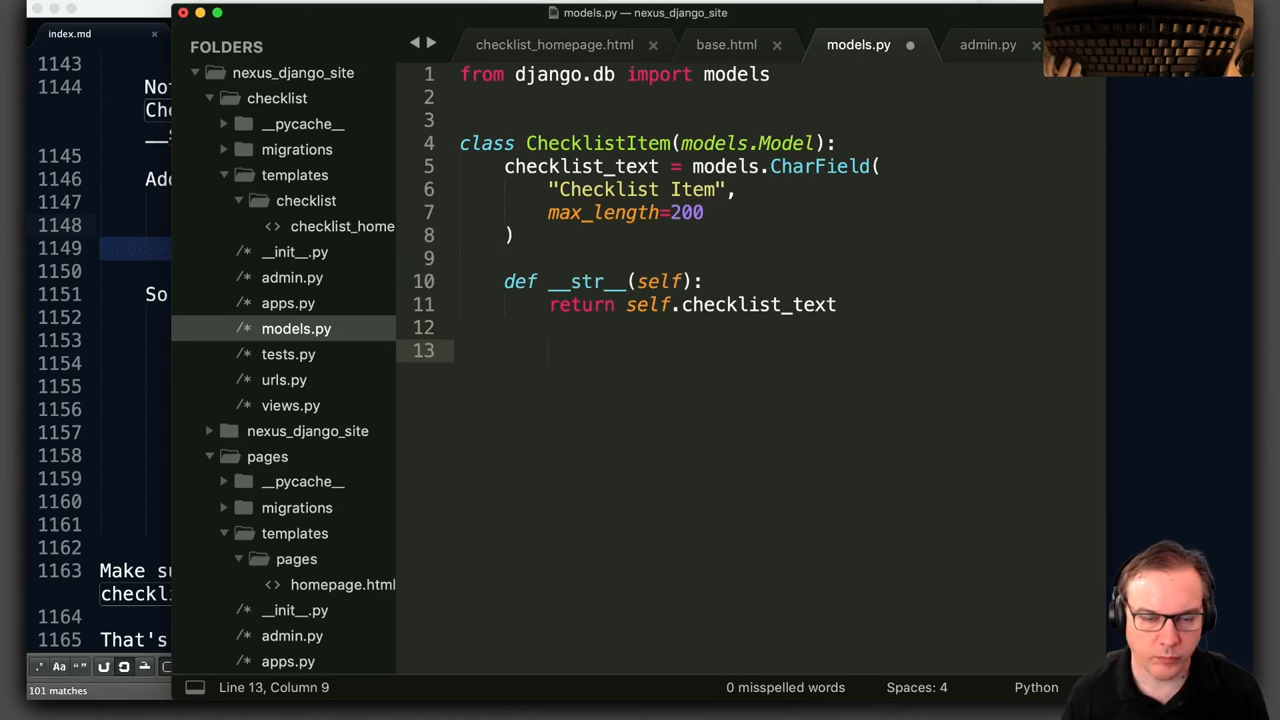 index.md
1143
1144
1145
1146
1147
1148
1149
1150
1151
1152
1153
1154
1155
1156
1157
1158
1159
1160
1161
1162
1163 Make su
checkli
1164
1165 That's
Add
So
.* Aa “ ”
101 matches
models.py — nexus_django_site
FOLDERS
nexus_django_site
checklist
__pycache__
migrations
templates
checklist
<> checklist_home
/* __init__.py
/* admin.py
/* apps.py
/* models.py
/* tests.py
/* urls.py
/* views.py
nexus_django_site
pages
__pycache__
migrations
templates
pages
<> homepage.html
/* __init__.py
/* admin.py
/* apps.py
checklist_homepage.html
base.html
models.py
admin.py
1 from django.db import models
2
3
4 class ChecklistItem(models.Model):
5 checklist_text = models.CharField(
6 "Checklist Item",
7 max_length=200
8 )
9
10 def __str__(self):
11 return self.checklist_text
12
13
Line 13, Column 9
0 misspelled words
Spaces: 4
Python